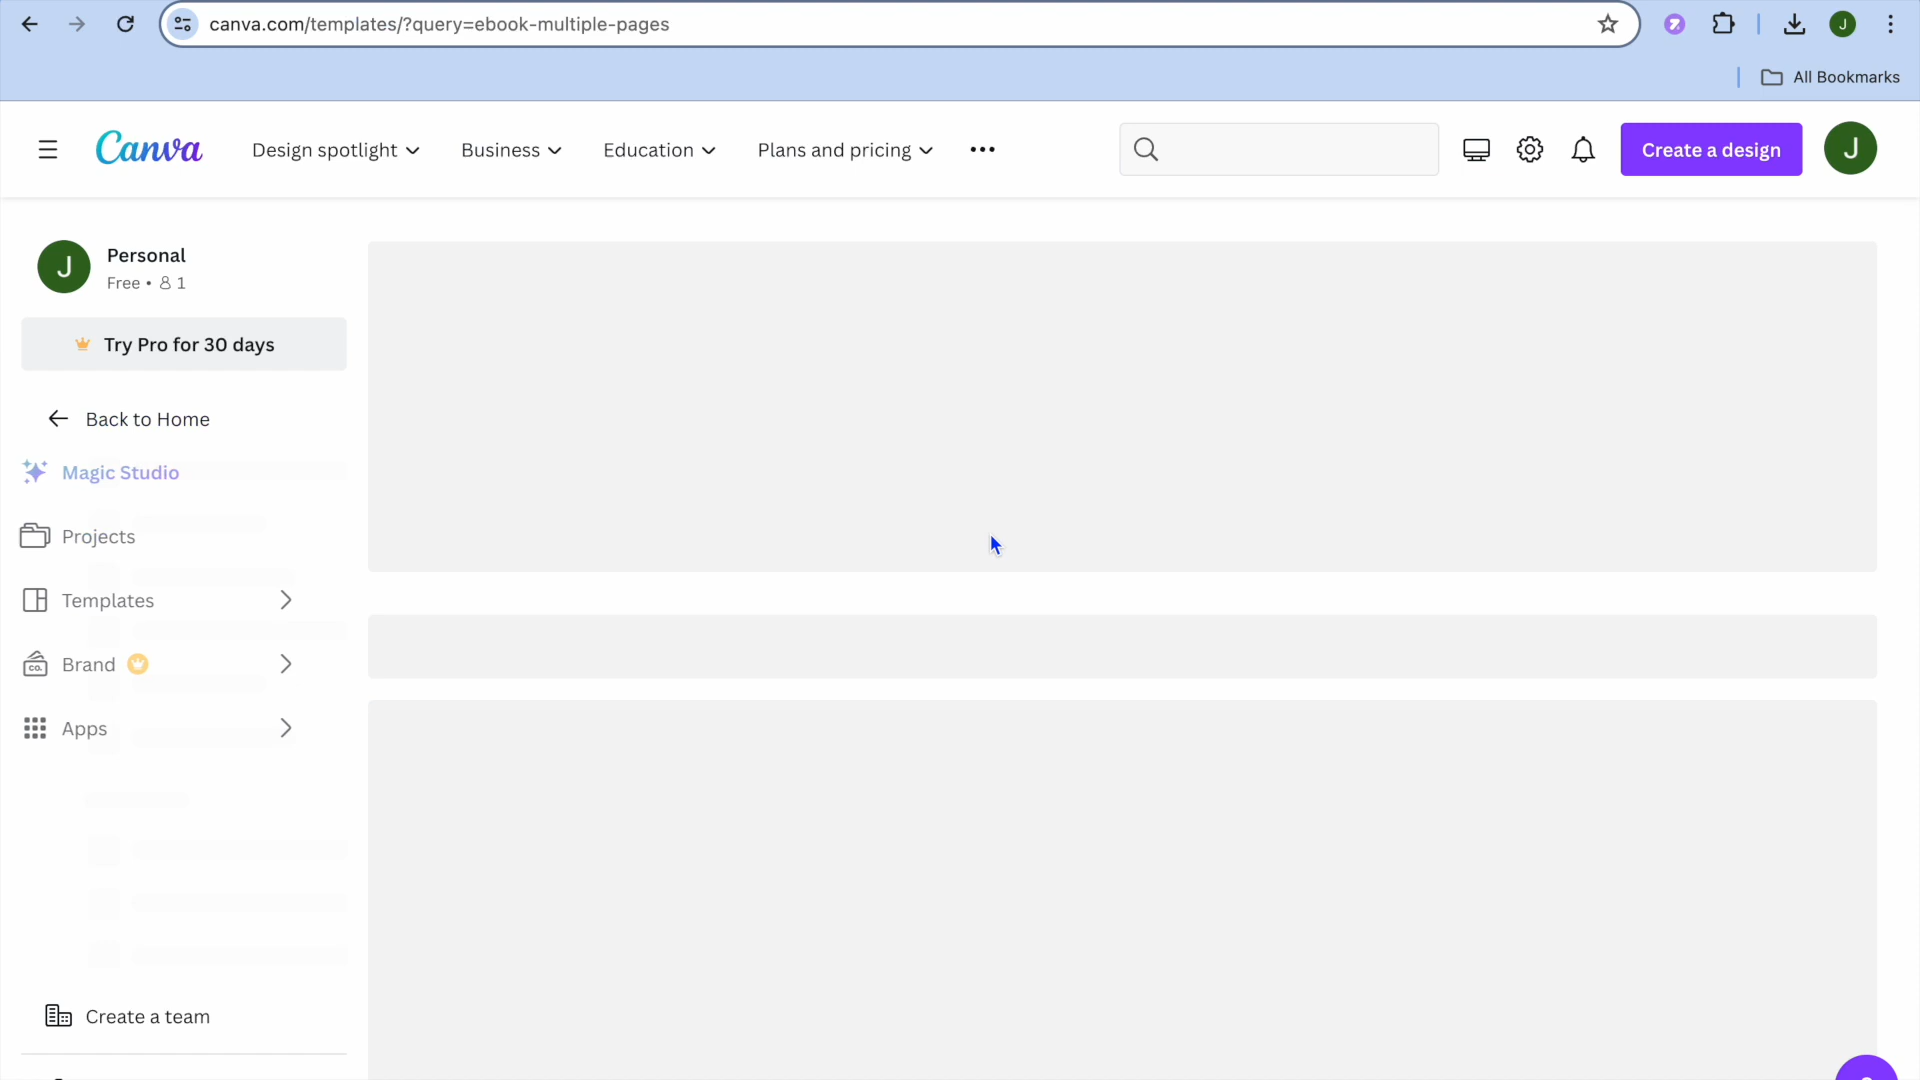 canva.com/templates/?query=ebook-multiple-pages
J
All Bookmarks
Canva
Design spotlight
Business
Education
Plans and pricing
Create a design
J
J
Personal
Free • 1
Try Pro for 30 days
Back to Home
Magic Studio
Projects
Templates
CO.
Brand
Apps
Create a team